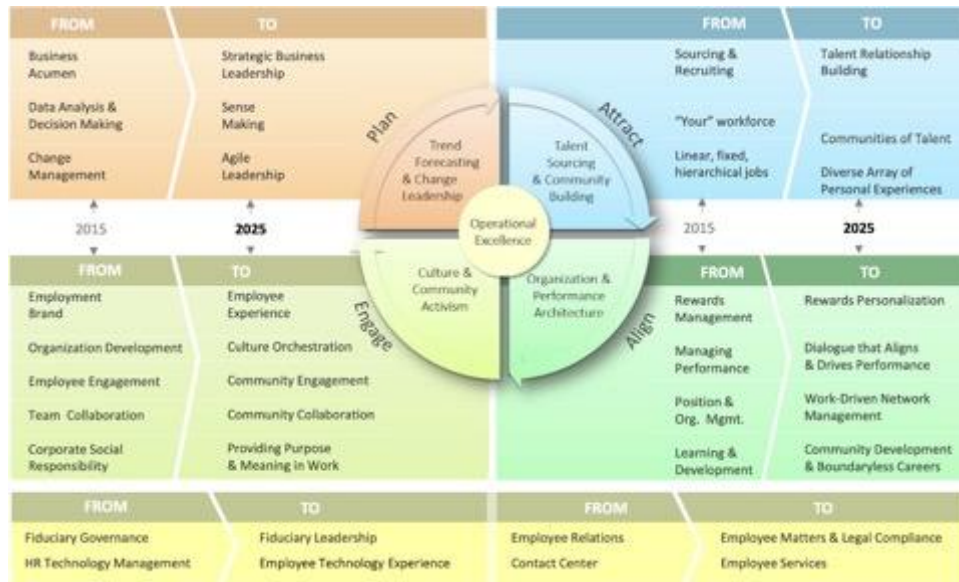 FROM
TO
Business
Acumen
Strategic Business
Leadership
Data Analysis &
Decision Making
Sense
Making
Change
Management
Agile
Leadership
FROM
TO
Sourcing &
Recruiting
Talent Relationship
Building
"Your" workforce
Communities of Talent
Linear, fixed,
hierarchical jobs
Diverse Array of
Personal Experiences
Plan
Trend
Forecasting
& Change
Leadership
Attract
Talent
Sourcing
& Community
Building
Operational
Excellence
Engage
Culture &
Community
Activism
Align
Organization &
Performance
Architecture
2015
2025
2015
2025
FROM
TO
Employment
Brand
Employee
Experience
Organization Development
Culture Orchestration
Employee Engagement
Community Engagement
Team Collaboration
Community Collaboration
Corporate Social
Responsibility
Providing Purpose
& Meaning in Work
FROM
TO
Rewards
Management
Rewards Personalization
Managing
Performance
Dialogue that Aligns
& Drives Performance
Position &
Org. Mgmt.
Work-Driven Network
Management
Learning &
Development
Community Development
& Boundaryless Careers
FROM
TO
Fiduciary Governance
Fiduciary Leadership
HR Technology Management
Employee Technology Experience
FROM
TO
Employee Relations
Employee Matters & Legal Compliance
Contact Center
Employee Services